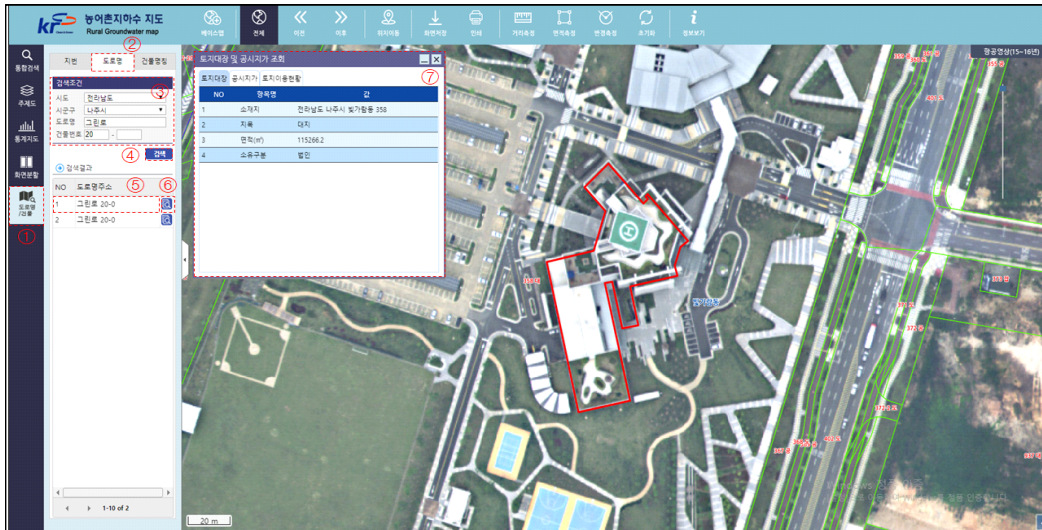 농어촌지하수 지도
Rural Groundwater map
베이스맵
전체
이전
이후
위치이동
화면저장
인쇄
거리측정
면적측정
반경측정
초기화
정보보기
통합검색
주제도
통계지도
화면분할
도로명
/건물
①
②
지번
도로명
건물명칭
검색조건
③
시도 전라남도
시군구 나주시
도로명 그린로
건물번호 20 -
④
검색
검색결과
NO 도로명주소
⑤
⑥
1 그린로 20-0
2 그린로 20-0
1-10 of 2
토지대장 및 공시지가 조회
⑦
토지대장 공시지가 토지이용현황
NO 항목명 값
1 소재지 전라남도 나주시 빛가람동 358
2 지목 대지
3 면적(㎡) 115266.2
4 소유구분 법인
항공영상(15~16년)
358 대
빛가람동
20 m